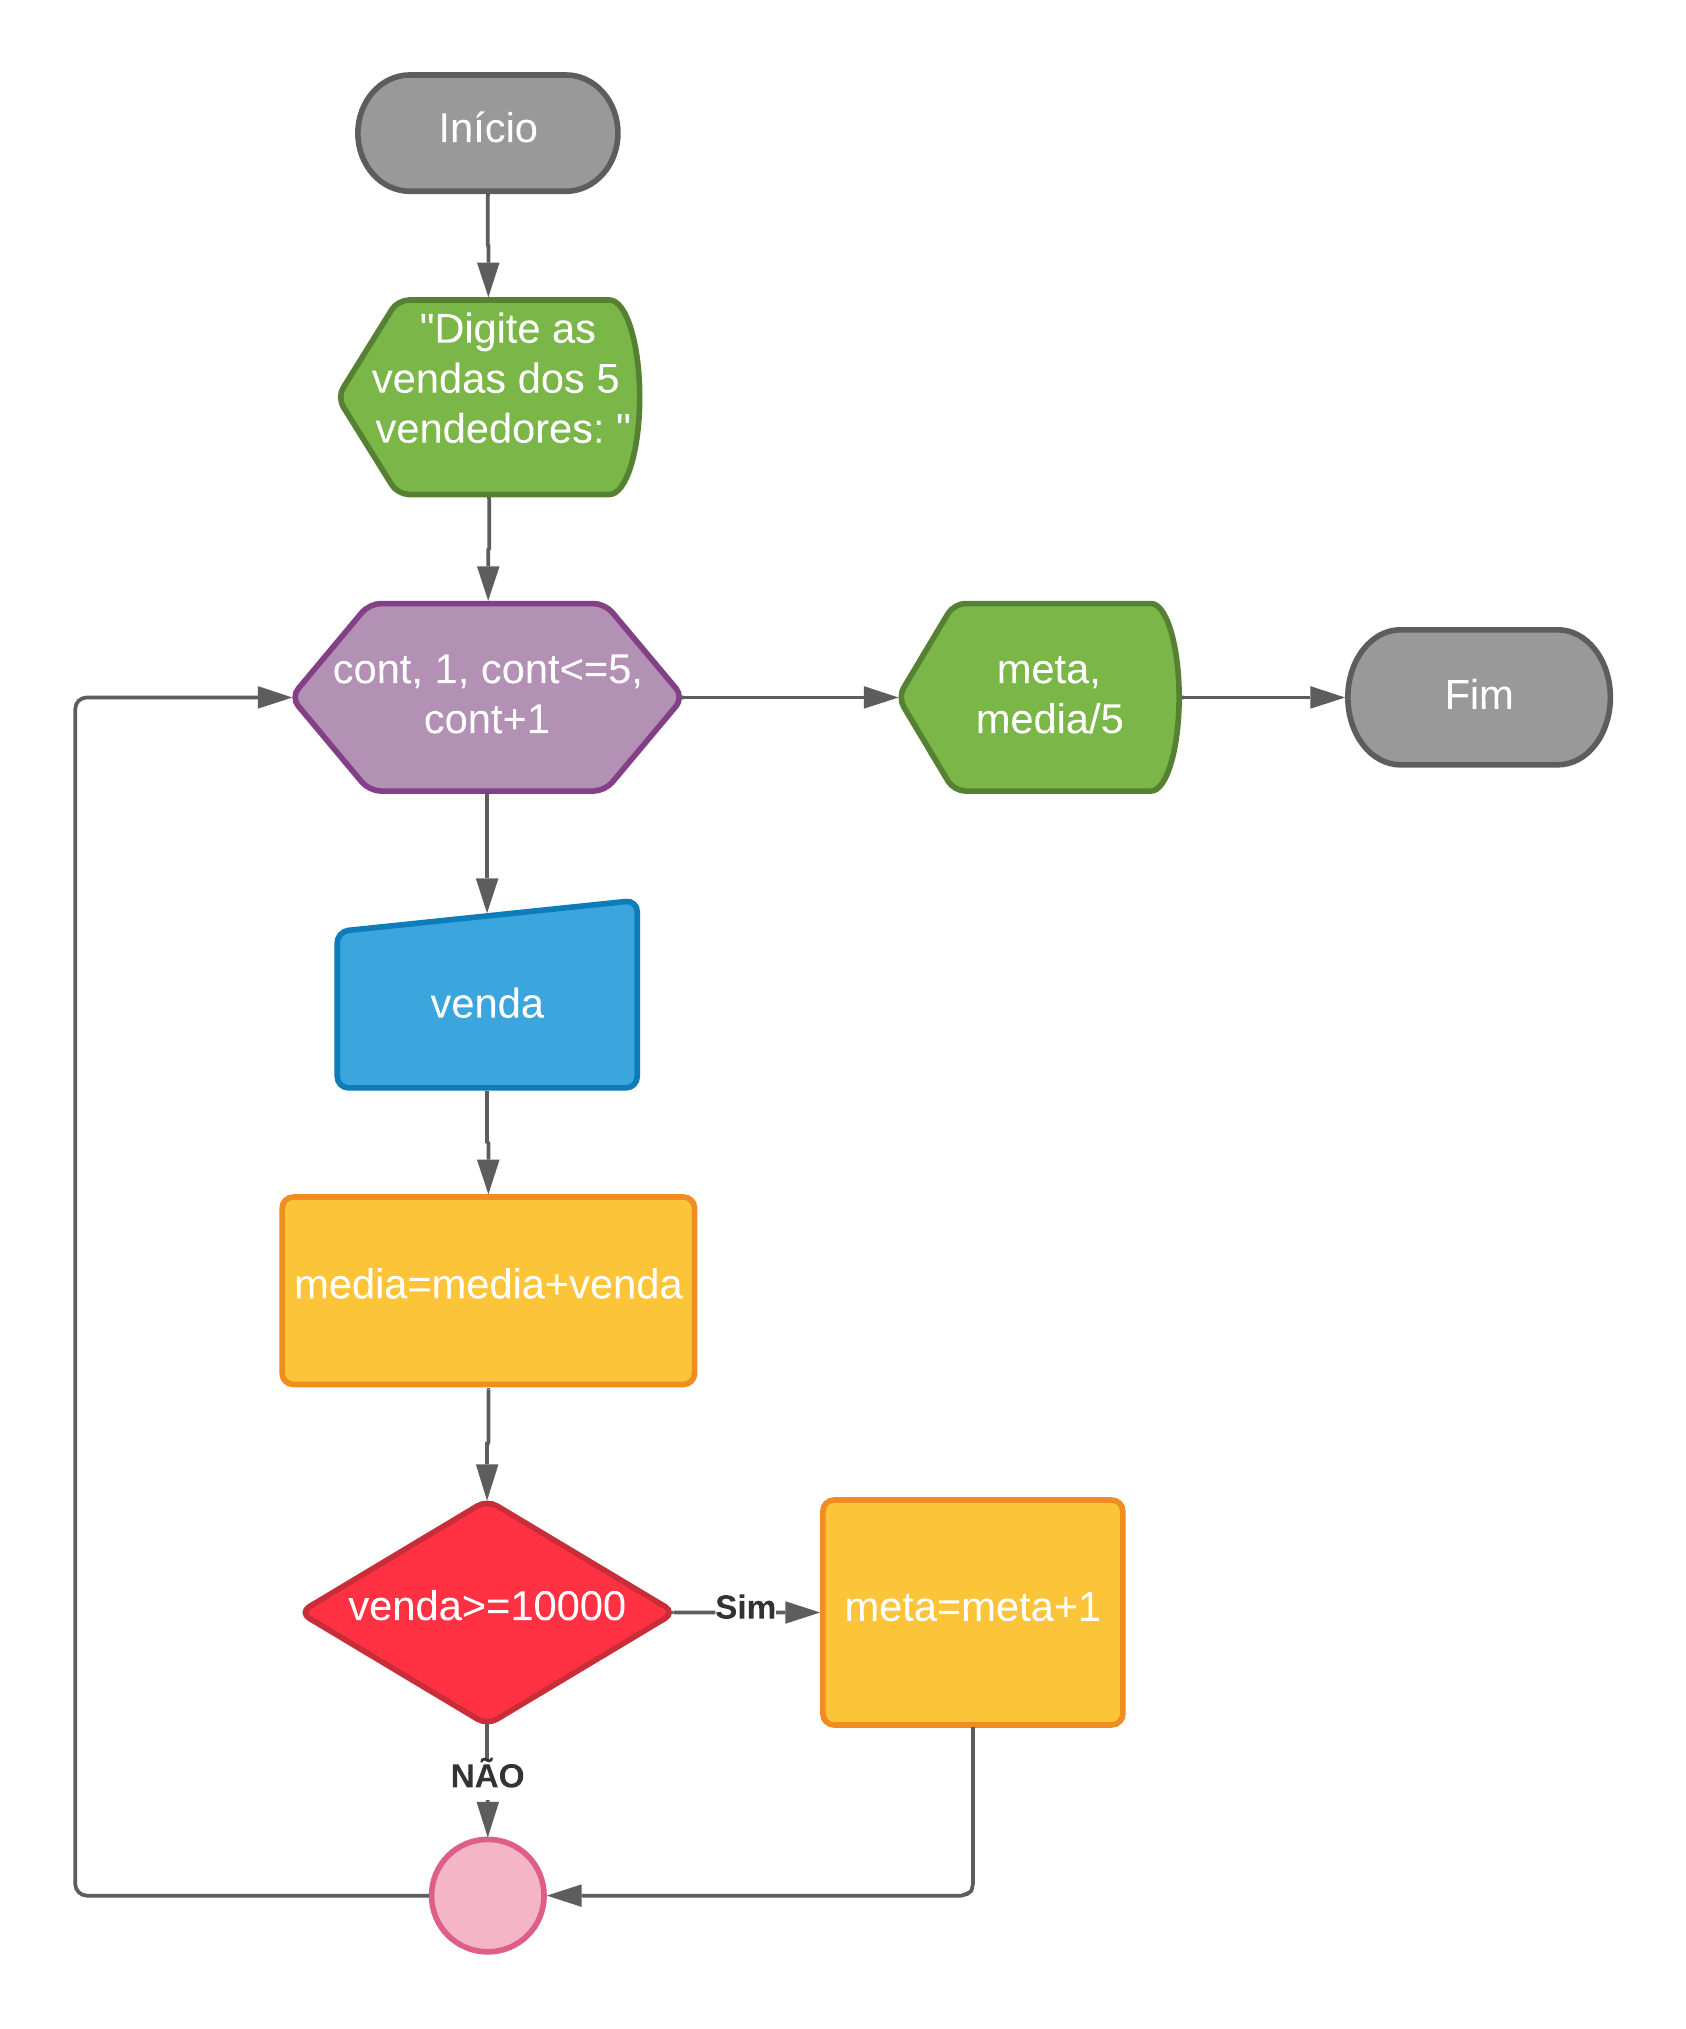 Início
"Digite as
vendas dos 5
vendedores: "
cont, 1, cont<=5,
cont+1
meta,
media/5
Fim
venda
media=media+venda
venda>=10000
Sim
meta=meta+1
NÃO